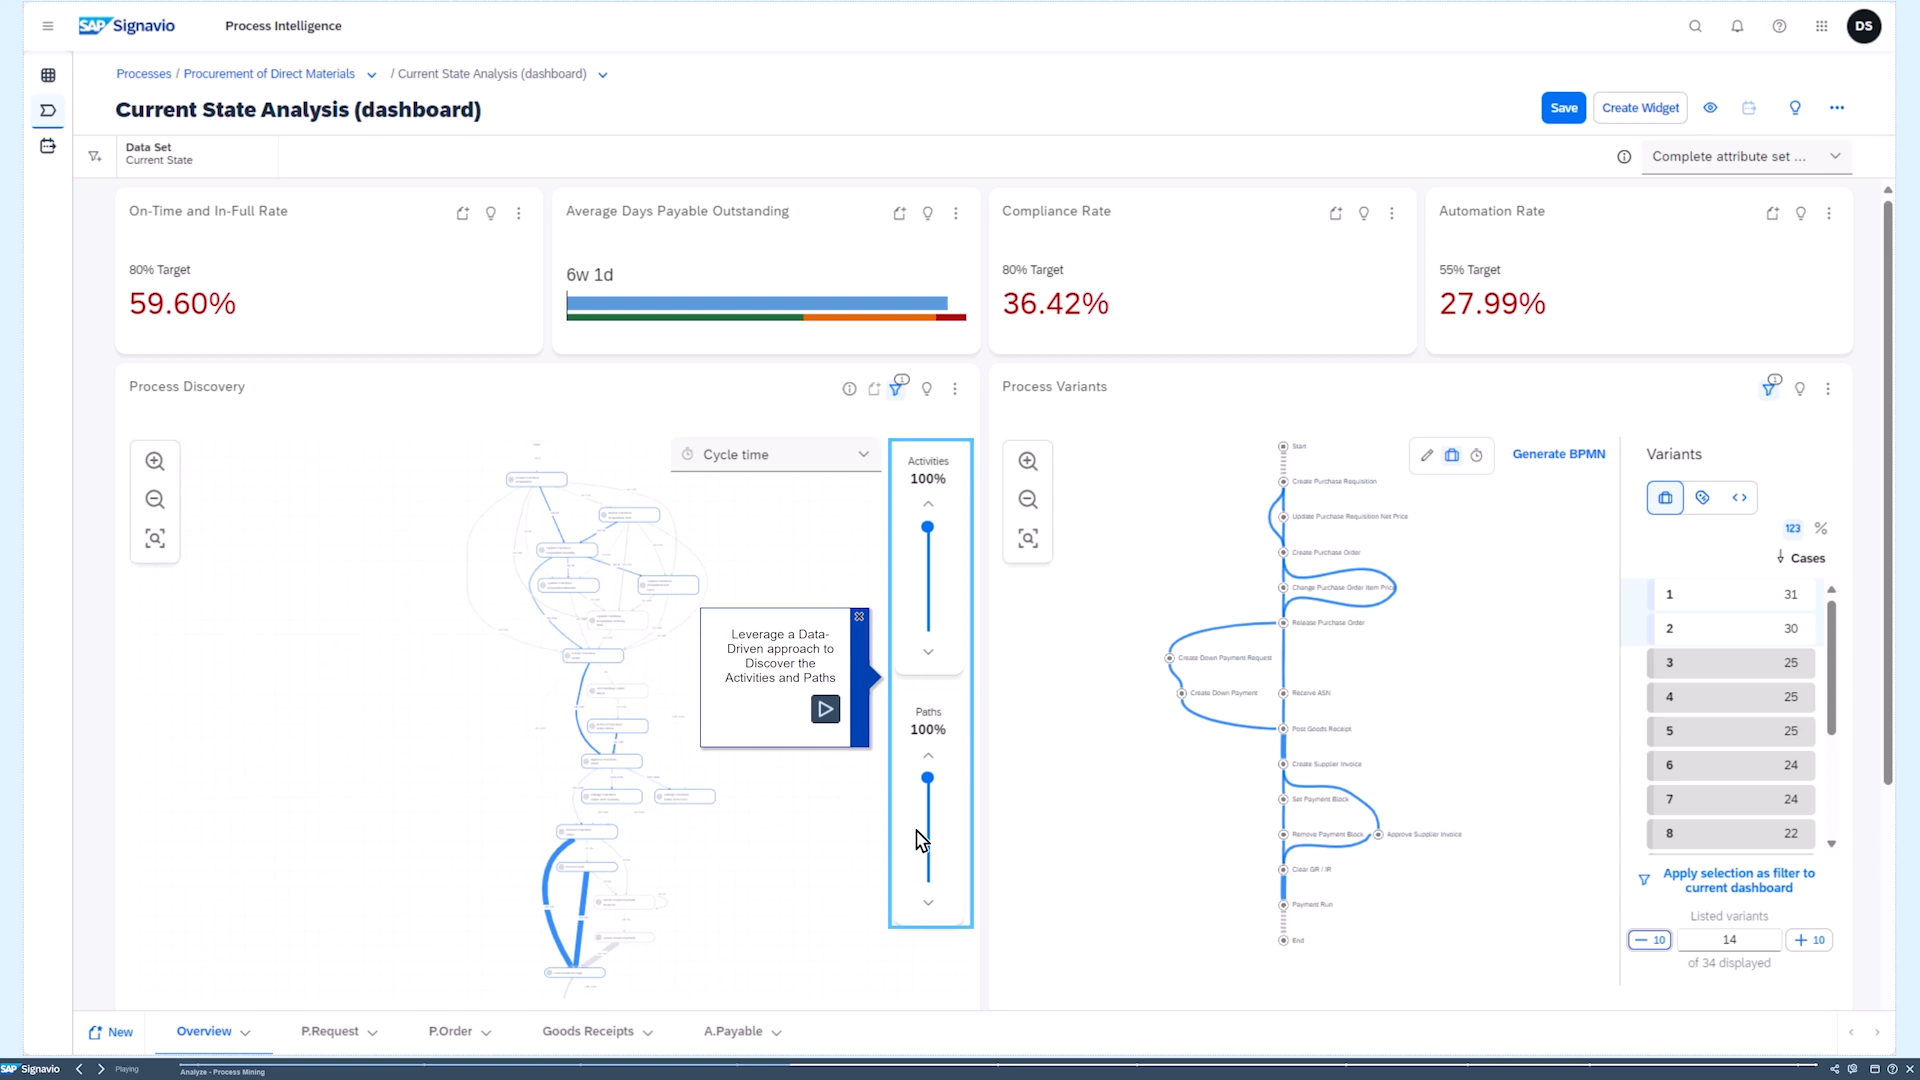 SAP Signavio
Process Intelligence
DS
Processes / Procurement of Direct Materials / Current State Analysis (dashboard)
Current State Analysis (dashboard)
Save
Create Widget
Data Set
Current State
Complete attribute set ...
On-Time and In-Full Rate
80% Target
59.60%
Average Days Payable Outstanding
6w 1d
Compliance Rate
80% Target
36.42%
Automation Rate
55% Target
27.99%
Process Discovery
1
Cycle time
Activities
100%
Paths
100%
Leverage a Data-
Driven approach to
Discover the
Activities and Paths
Process Variants
1
Start
Create Purchase Requisition
Update Purchase Requisition Net Price
Create Purchase Order
Change Purchase Order Item Price
Release Purchase Order
Create Down Payment Request
Create Down Payment
Receive ASN
Post Goods Receipt
Create Supplier Invoice
Set Payment Block
Remove Payment Block
Approve Supplier Invoice
Clear GR / IR
Payment Run
End
Generate BPMN
Variants
123 %
Cases
1 31
2 30
3 25
4 25
5 25
6 24
7 24
8 22
Apply selection as filter to
current dashboard
Listed variants
— 10
14
+ 10
of 34 displayed
New
Overview
P.Request
P.Order
Goods Receipts
A.Payable
SAP Signavio
Playing
Analyze - Process Mining